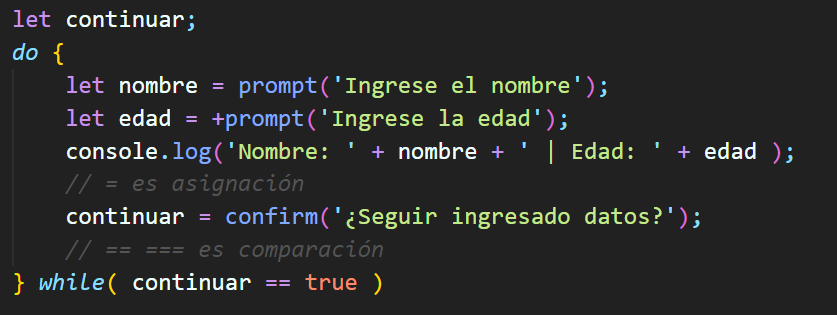 let continuar;
do {
let nombre = prompt('Ingrese el nombre');
let edad = +prompt('Ingrese la edad');
console.log('Nombre: ' + nombre + ' | Edad: ' + edad );
// = es asignación
continuar = confirm('¿Seguir ingresado datos?');
// == === es comparación
} while( continuar == true )